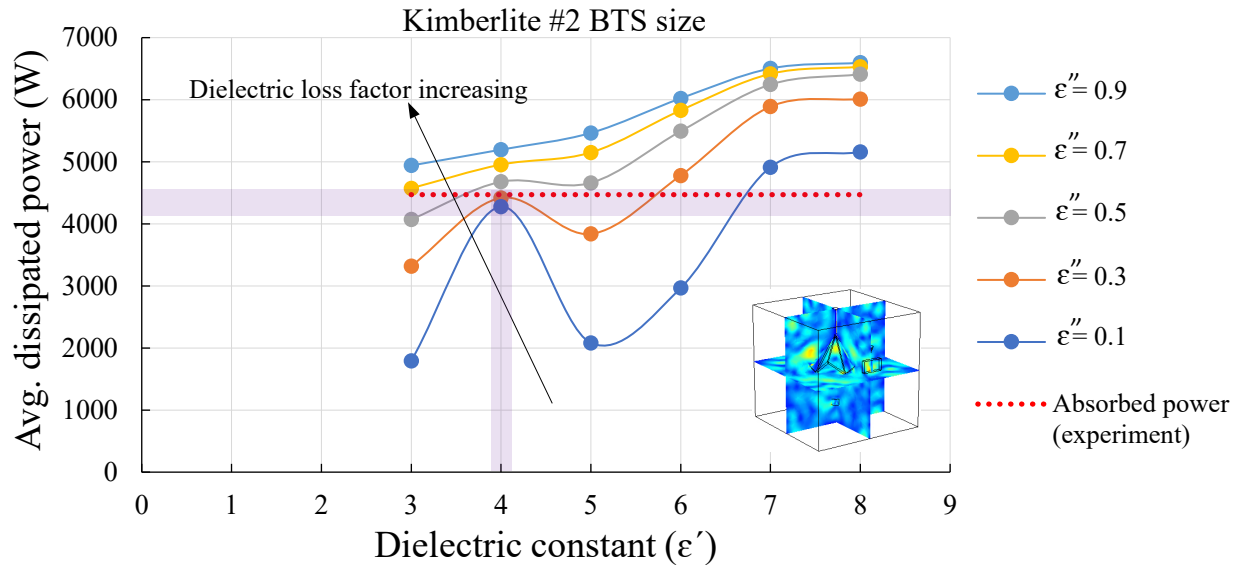 Kimberlite #2 BTS size
Avg. dissipated power (W)
7000
6000
5000
4000
3000
2000
1000
0
Dielectric loss factor increasing
0 1 2 3 4 5 6 7 8 9
Dielectric constant (ε´)
ε″= 0.9
ε″= 0.7
ε″= 0.5
ε″= 0.3
ε″= 0.1
Absorbed power
(experiment)